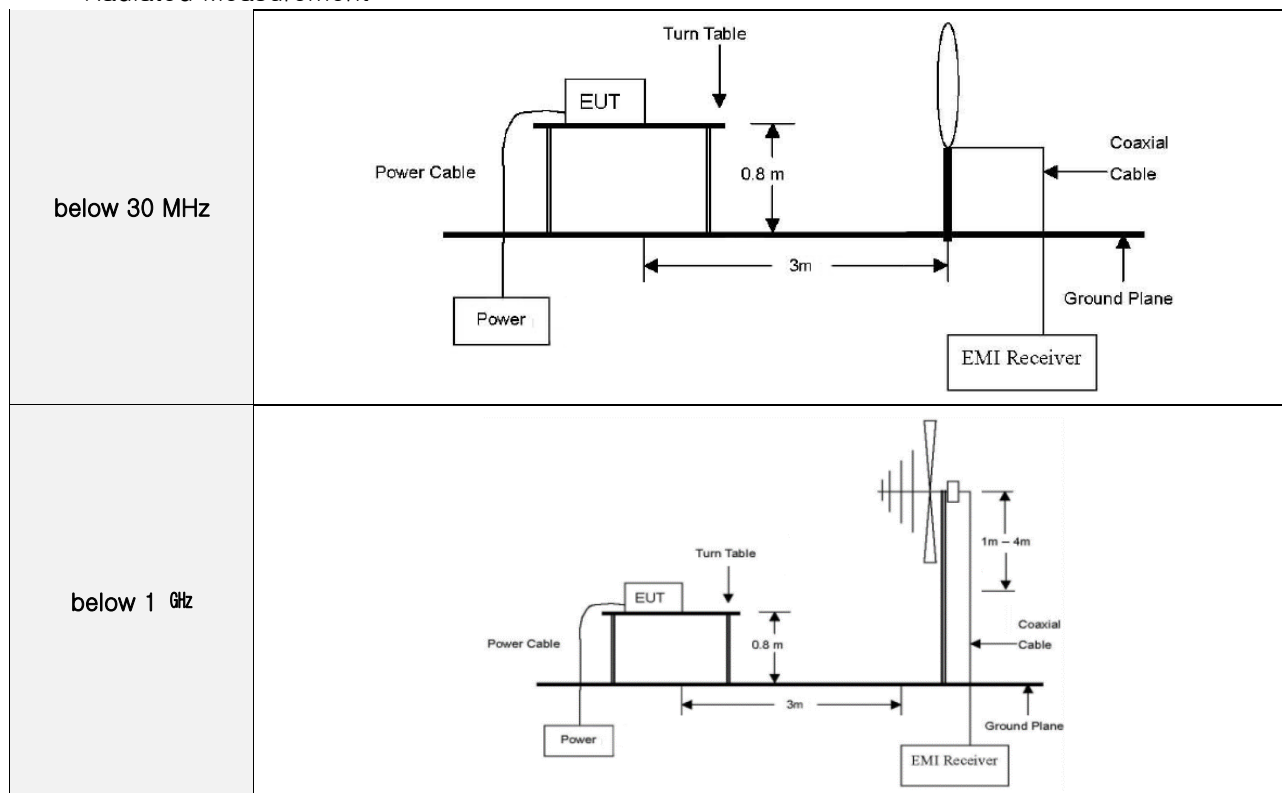 Radiated Measurement
below 30 MHz
Turn Table
EUT
Power Cable
0.8 m
Coaxial
Cable
3m
Ground Plane
Power
EMI Receiver
below 1 ㎓
1m – 4m
Turn Table
EUT
Power Cable
0.8 m
Coaxial
Cable
3m
Ground Plane
Power
EMI Receiver